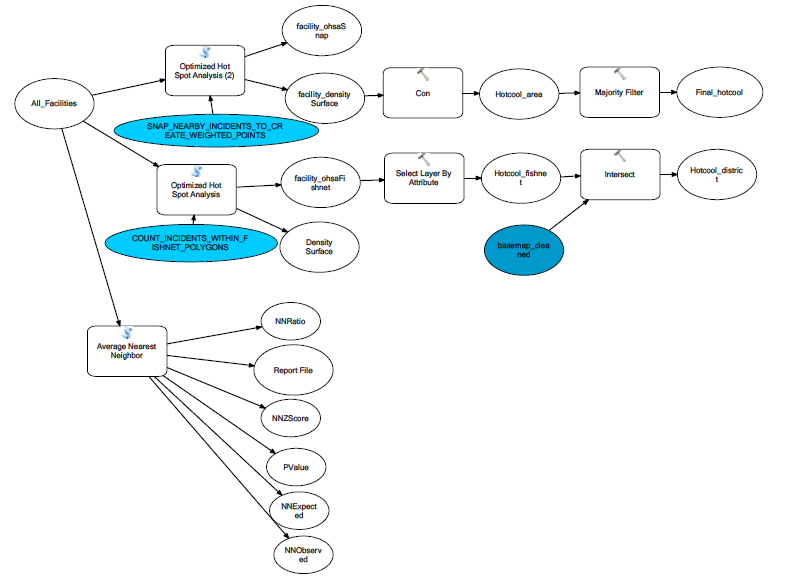 facility_ohsaS
nap
Optimized Hot
Spot Analysis (2)
facility_density
Surface
Con
Hotcool_area
Majority Filter
Final_hotcool
All_Facilities
SNAP_NEARBY_INCIDENTS_TO_CR
EATE_WEIGHTED_POINTS
Optimized Hot
Spot Analysis
facility_ohsaFi
shnet
Select Layer By
Attribute
Hotcool_fishne
t
Intersect
Hotcool_distric
t
COUNT_INCIDENTS_WITHIN_F
ISHNET_POLYGONS
Density
Surface
basemap_clea
ned
Average Nearest
Neighbor
NNRatio
Report File
NNZScore
PValue
NNExpect
ed
NNObserv
ed